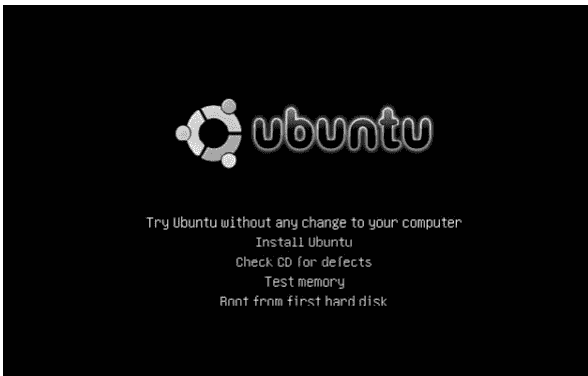 ubuntu
Try Ubuntu without any change to your computer
Install Ubuntu
Check CD for defects
Test memory
Boot from first hard disk